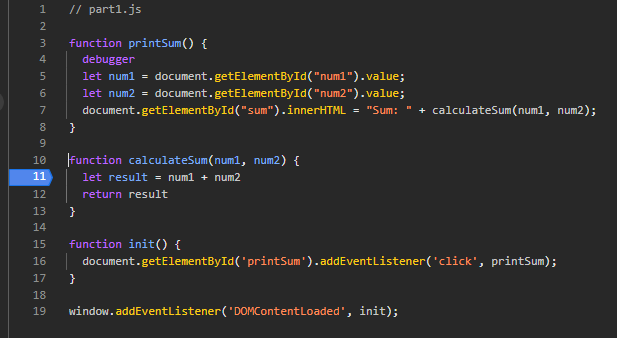 1 // part1.js
2
3 function printSum() {
4 debugger
5 let num1 = document.getElementById("num1").value;
6 let num2 = document.getElementById("num2").value;
7 document.getElementById("sum").innerHTML = "Sum: " + calculateSum(num1, num2);
8 }
9
10 function calculateSum(num1, num2) {
11 let result = num1 + num2
12 return result
13 }
14
15 function init() {
16 document.getElementById('printSum').addEventListener('click', printSum);
17 }
18
19 window.addEventListener('DOMContentLoaded', init);